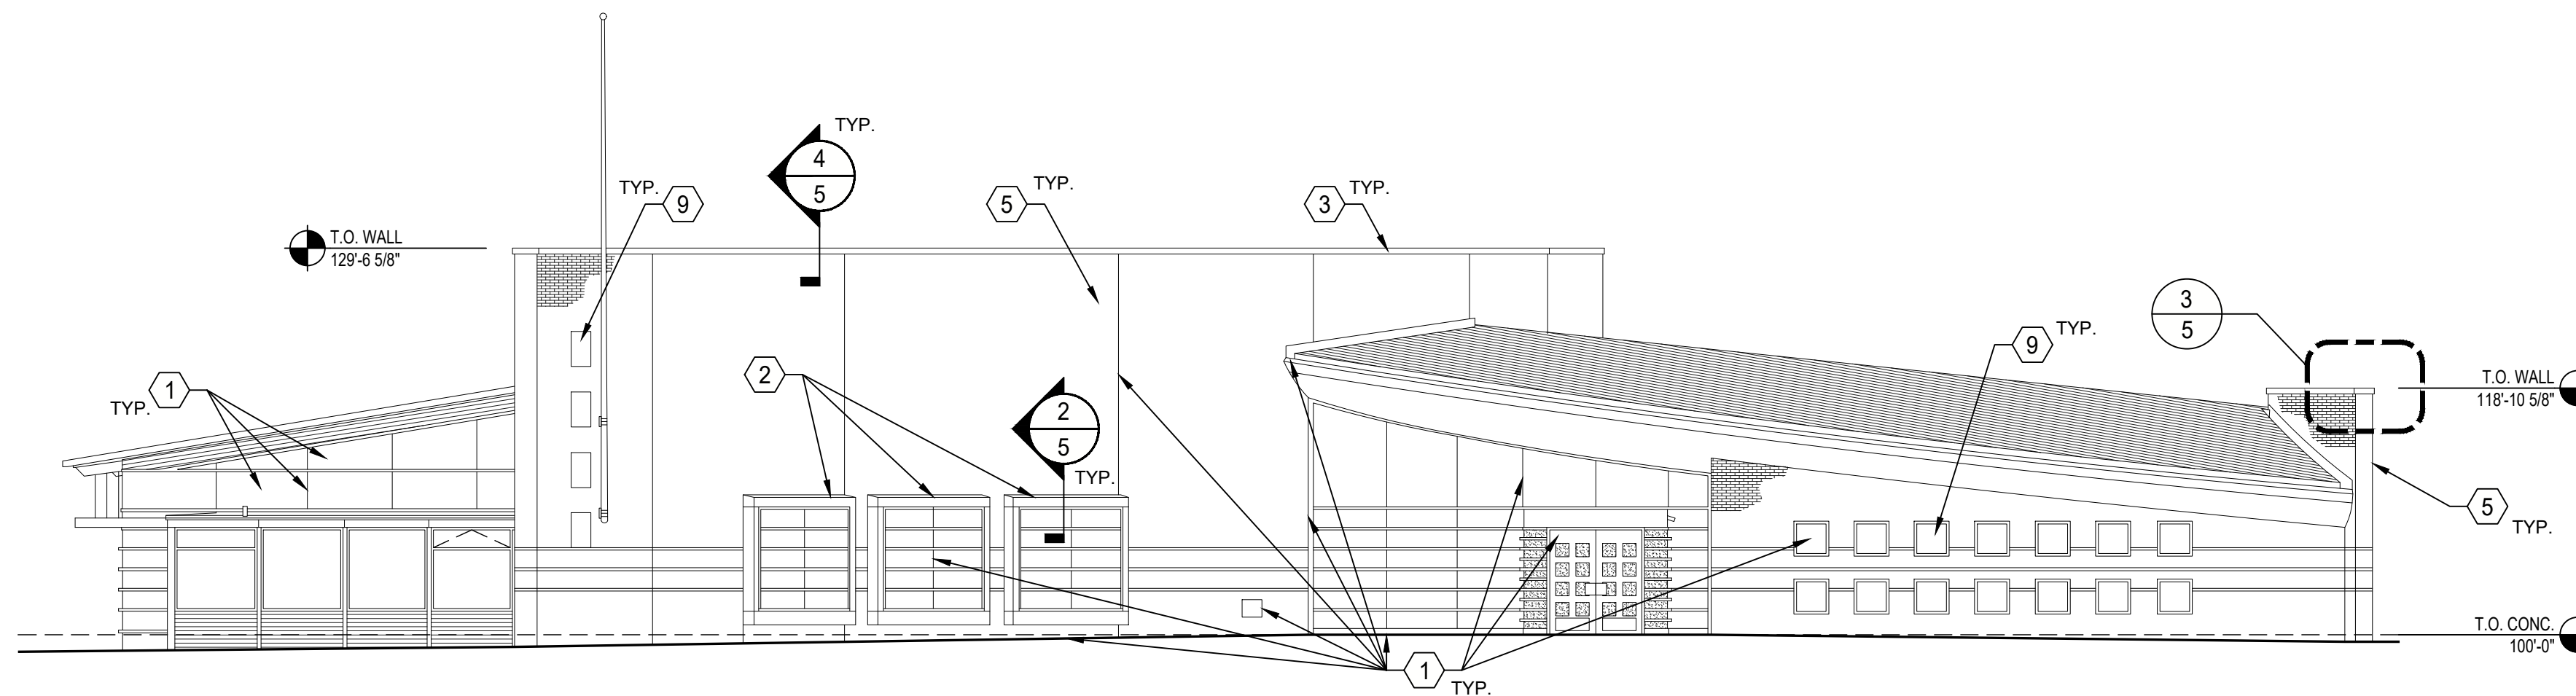 TYP.
4
5
TYP.
9
TYP.
5
3
TYP.
T.O. WALL
129'-6 5/8"
3
5
9
TYP.
1
TYP.
2
2
5
TYP.
T.O. WALL
118'-10 5/8"
5
TYP.
T.O. CONC.
100'-0"
1
TYP.